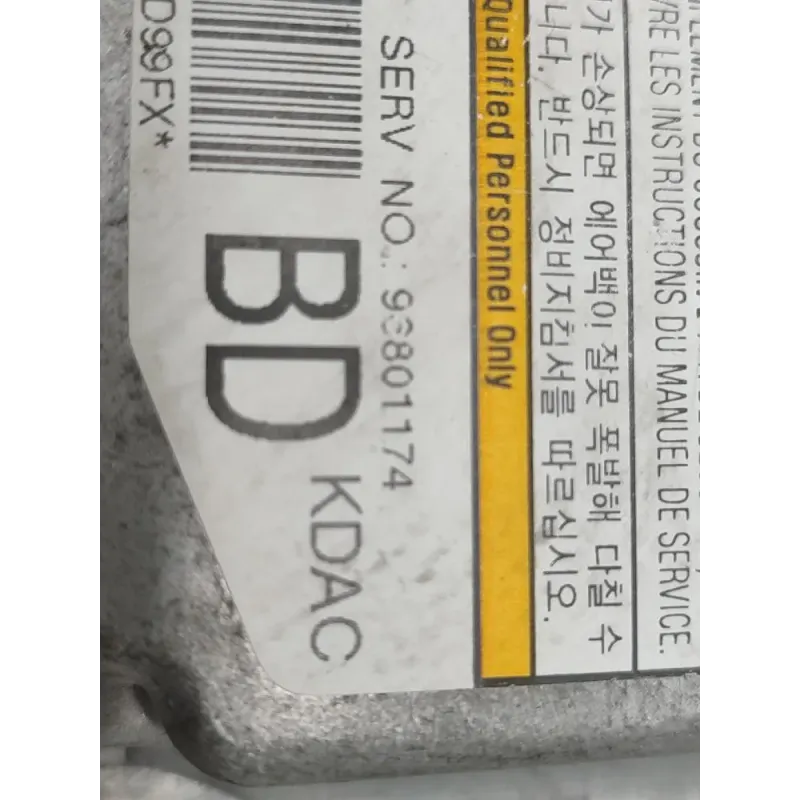 VRE LES INSTRUCTIONS DU MANUEL DE SERVICE.
가 손상되면 에어백이 잘못 폭발해 다칠 수
니다. 반드시 정비지침서를 따르십시오.
Qualified Personnel Only
SERV NO.:
BD KDAC
D99FX*